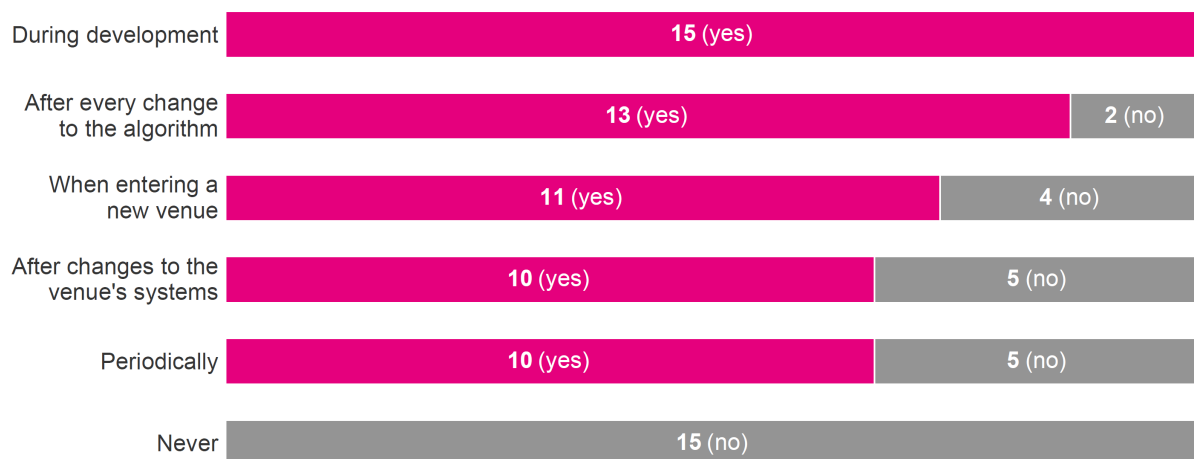 During development
15 (yes)
After every change
to the algorithm
13 (yes)
2 (no)
When entering a
new venue
11 (yes)
4 (no)
After changes to the
venue's systems
10 (yes)
5 (no)
Periodically
10 (yes)
5 (no)
Never
15 (no)